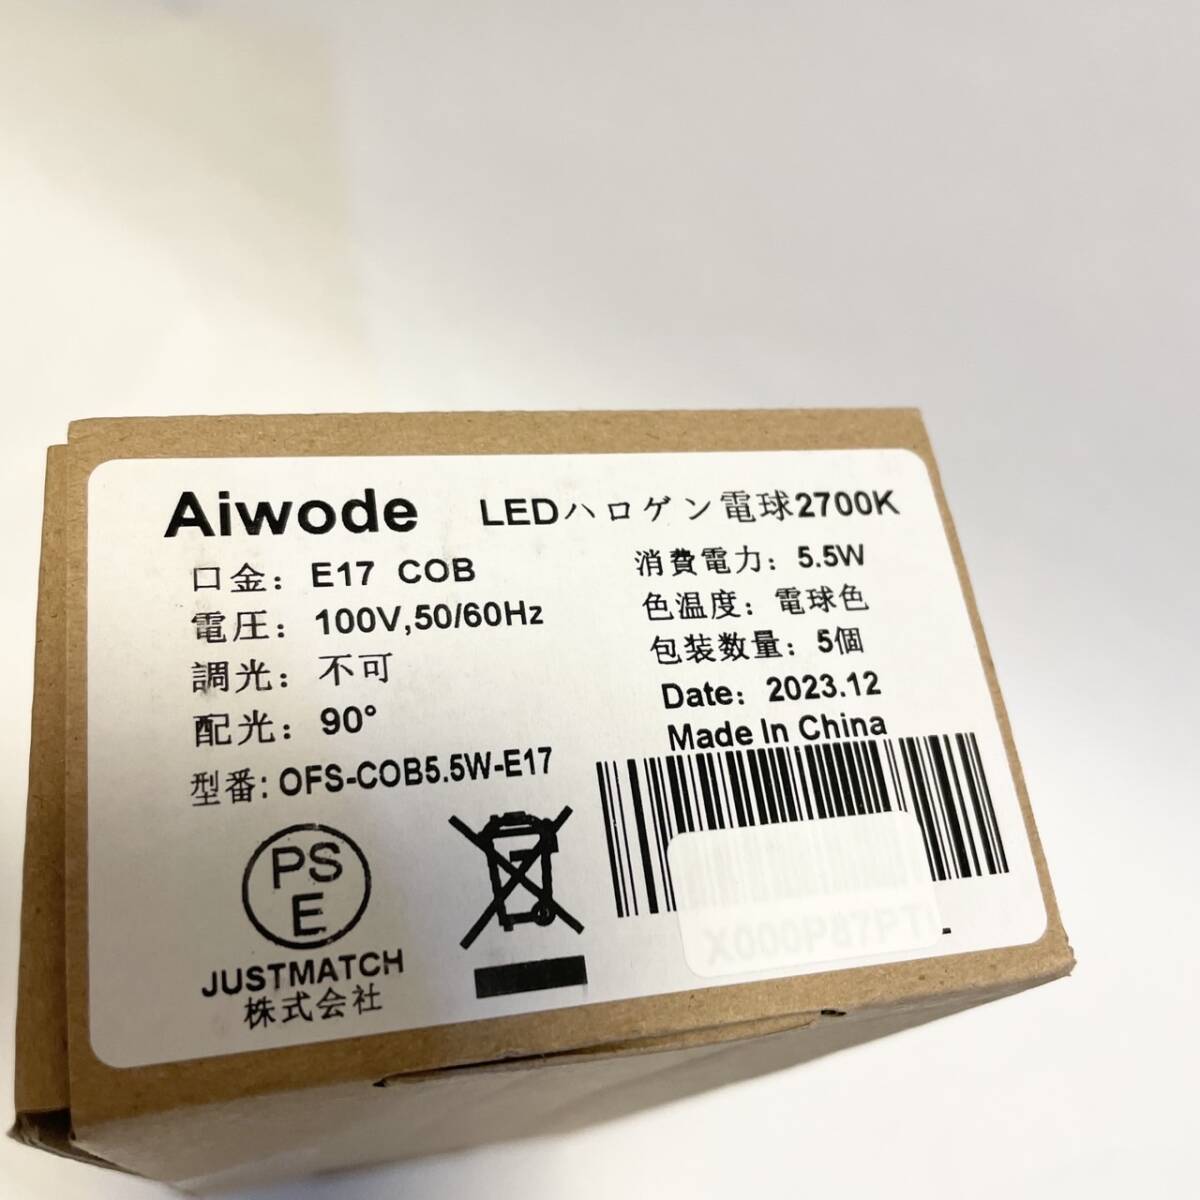 Aiwode
LEDハロゲン電球2700K
口金: E17 COB
電圧: 100V,50/60Hz
調光: 不可
配光: 90°
型番: OFS-COB5.5W-E17
消費電力: 5.5W
色温度: 電球色
包装数量: 5個
Date: 2023.12
Made In China
PS
E
JUSTMATCH
株式会社